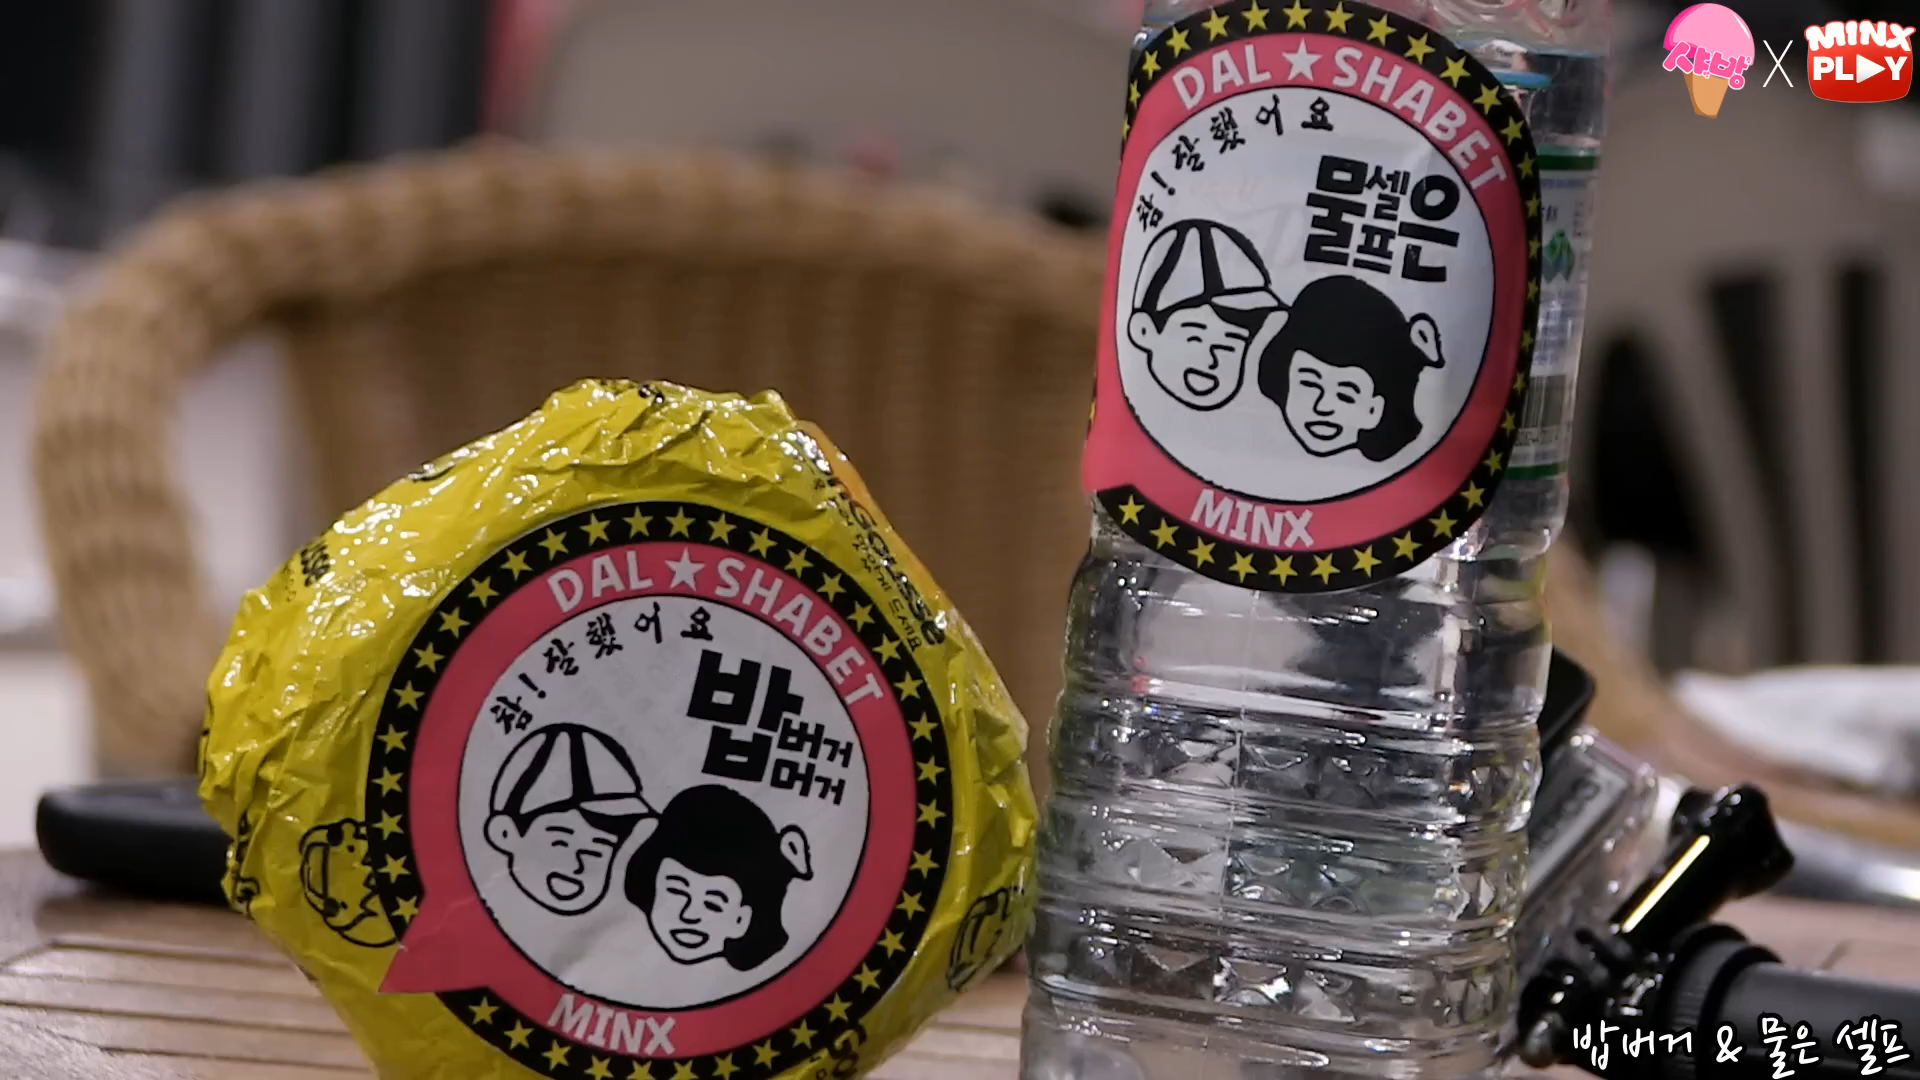 샤방 X MINX PLAY
DAL★SHABET
참! 잘했어요
물은 셀프
MINX
DAL★SHABET
참! 잘했어요
밥버거 머거
MINX
밥버거 & 물은 셀프